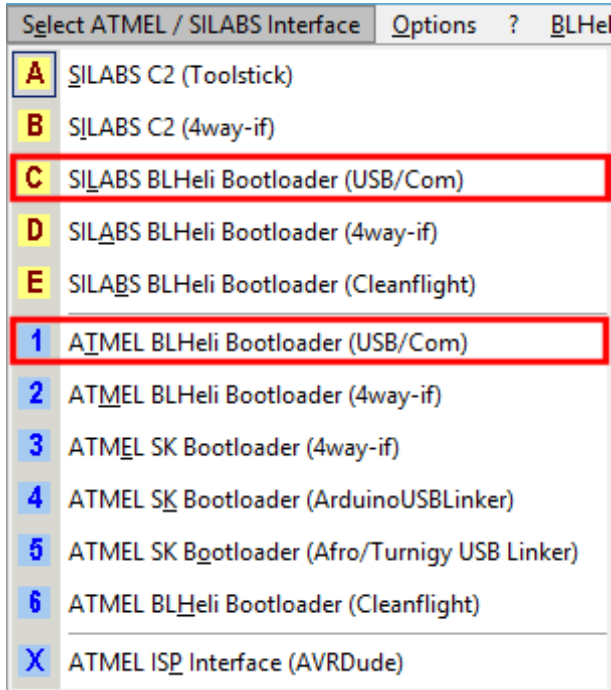 Select ATMEL / SILABS Interface Options ? BLHel
A SILABS C2 (Toolstick)
B SILABS C2 (4way-if)
C SILABS BLHeli Bootloader (USB/Com)
D SILABS BLHeli Bootloader (4way-if)
E SILABS BLHeli Bootloader (Cleanflight)
1 ATMEL BLHeli Bootloader (USB/Com)
2 ATMEL BLHeli Bootloader (4way-if)
3 ATMEL SK Bootloader (4way-if)
4 ATMEL SK Bootloader (ArduinoUSBLinker)
5 ATMEL SK Bootloader (Afro/Turnigy USB Linker)
6 ATMEL BLHeli Bootloader (Cleanflight)
X ATMEL ISP Interface (AVRDude)